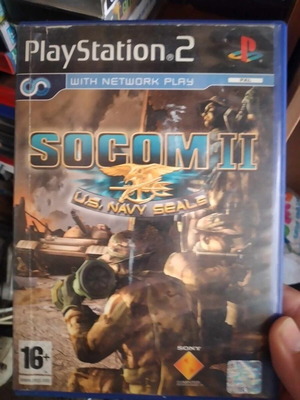 PlayStation®2
WITH NETWORK PLAY
PAL
SOCOM II
U.S. NAVY SEALS
16+
SONY